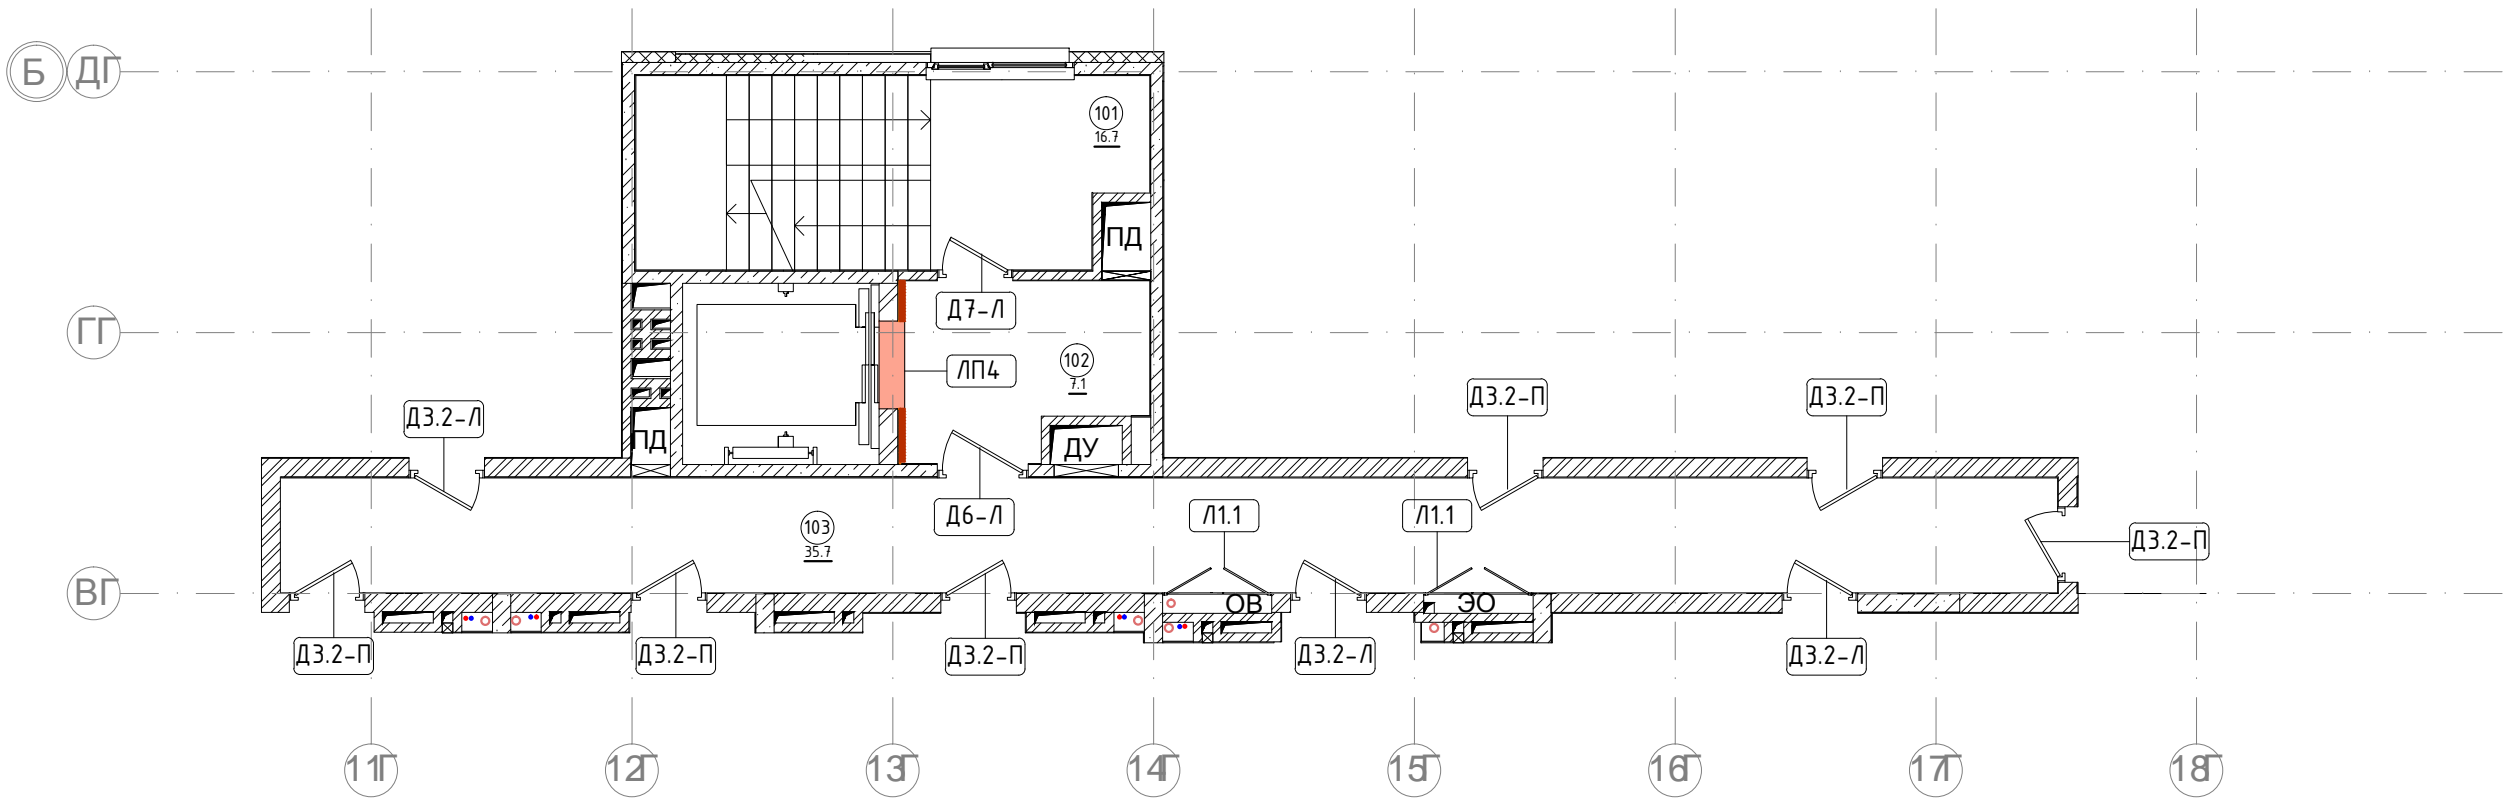 Б
ДГ
101
16.7
ПД
Д7-Л
ГГ
ЛП4
102
7.1
Д3.2-Л
Д3.2-П
Д3.2-П
ПД
ДУ
103
35.7
Д6-Л
Л1.1
Л1.1
Д3.2-П
ВГ
ОВ
ЭО
Д3.2-П
Д3.2-П
Д3.2-П
Д3.2-Л
Д3.2-Л
11Г
12Г
13Г
14Г
15Г
16Г
17Г
18Г